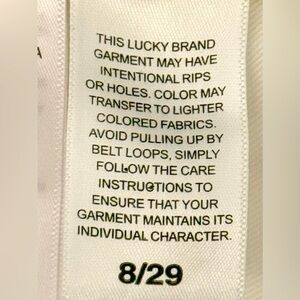 A
THIS LUCKY BRAND
GARMENT MAY HAVE
INTENTIONAL RIPS
OR HOLES. COLOR MAY
TRANSFER TO LIGHTER
COLORED FABRICS.
AVOID PULLING UP BY
BELT LOOPS, SIMPLY
FOLLOW THE CARE
INSTRUCTIONS TO
ENSURE THAT YOUR
GARMENT MAINTAINS ITS
INDIVIDUAL CHARACTER.
8/29